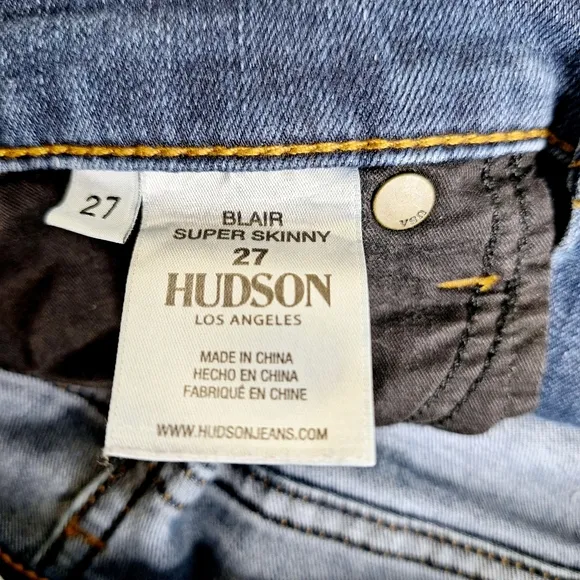 27
BLAIR
SUPER SKINNY
27
HUDSON
LOS ANGELES
MADE IN CHINA
HECHO EN CHINA
FABRIQUÉ EN CHINE
WWW.HUDSONJEANS.COM
USA